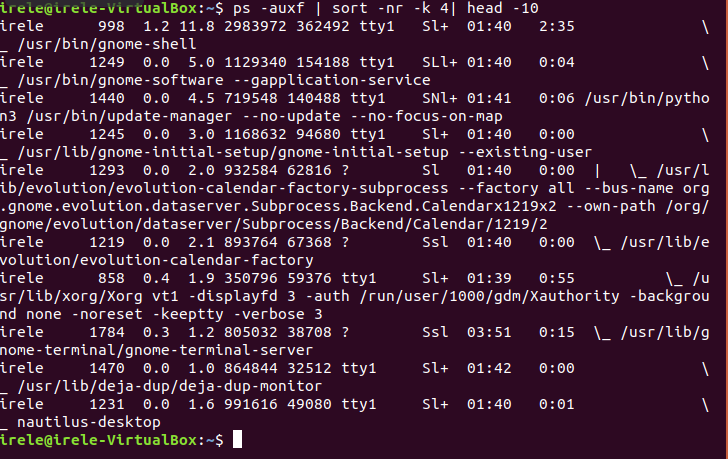 irele@irele-VirtualBox:~$ ps -auxf | sort -nr -k 4| head -10
irele      998  1.2 11.8 2983972 362492 tty1   Sl+  01:40   2:35              \
_ /usr/bin/gnome-shell
irele     1249  0.0  5.0 1129340 154188 tty1   SLl+ 01:40   0:04              \
_ /usr/bin/gnome-software --gapplication-service
irele     1440  0.0  4.5 719548 140488 tty1    SNl+ 01:41   0:06 /usr/bin/pytho
n3 /usr/bin/update-manager --no-update --no-focus-on-map
irele     1245  0.0  3.0 1168632 94680 tty1    Sl+  01:40   0:00              \
_ /usr/lib/gnome-initial-setup/gnome-initial-setup --existing-user
irele     1293  0.0  2.0 932584 62816 ?        Sl   01:40   0:00  |   \_ /usr/l
ib/evolution/evolution-calendar-factory-subprocess --factory all --bus-name org
.gnome.evolution.dataserver.Subprocess.Backend.Calendarx1219x2 --own-path /org/
gnome/evolution/dataserver/Subprocess/Backend/Calendar/1219/2
irele     1219  0.0  2.1 893764 67368 ?        Ssl  01:40   0:00  \_ /usr/lib/e
volution/evolution-calendar-factory
irele      858  0.4  1.9 350796 59376 tty1     Sl+  01:39   0:55          \_ /u
sr/lib/xorg/Xorg vt1 -displayfd 3 -auth /run/user/1000/gdm/Xauthority -backgrou
nd none -noreset -keeptty -verbose 3
irele     1784  0.3  1.2 805032 38708 ?        Ssl  03:51   0:15  \_ /usr/lib/g
nome-terminal/gnome-terminal-server
irele     1470  0.0  1.0 864844 32512 tty1     Sl+  01:42   0:00              \
_ /usr/lib/deja-dup/deja-dup-monitor
irele     1231  0.0  1.6 991616 49080 tty1     Sl+  01:40   0:01              \
_ nautilus-desktop
irele@irele-VirtualBox:~$